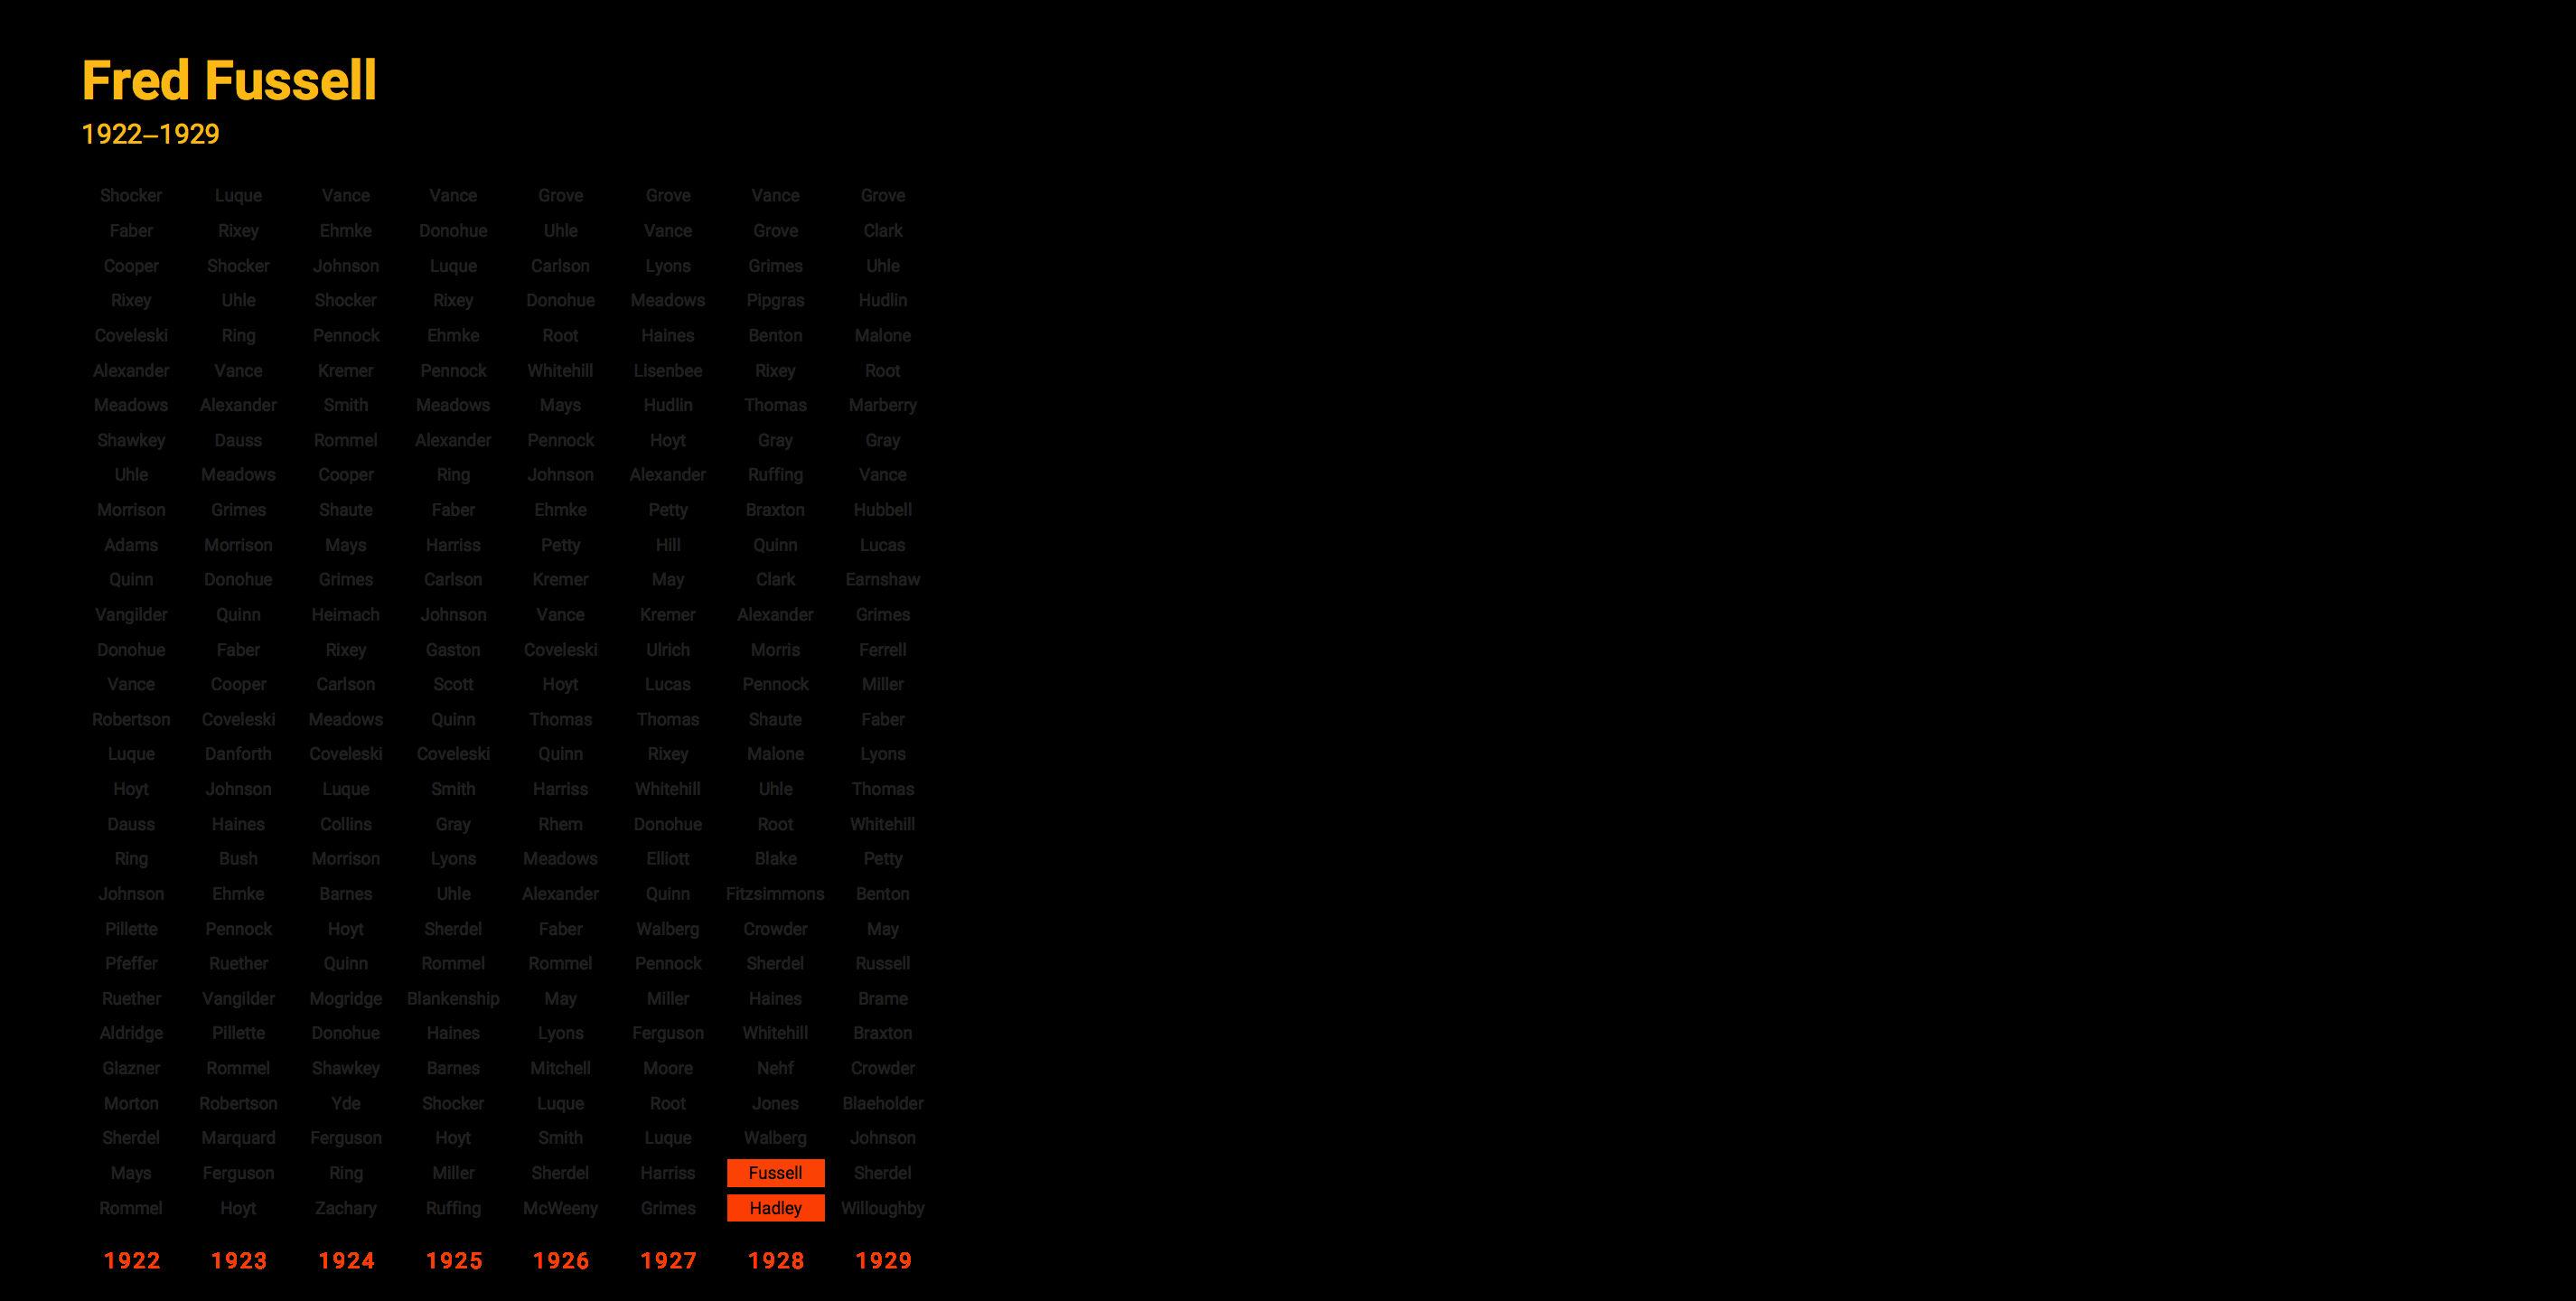 Fred Fussell
1922–1929
Shocker Luque Vance Vance Grove Grove Vance Grove
Faber Rixey Ehmke Donohue Uhle Vance Grove Clark
Cooper Shocker Johnson Luque Carlson Lyons Grimes Uhle
Rixey Uhle Shocker Rixey Donohue Meadows Pipgras Hudlin
Coveleski Ring Pennock Ehmke Root Haines Benton Malone
Alexander Vance Kremer Pennock Whitehill Lisenbee Rixey Root
Meadows Alexander Smith Meadows Mays Hudlin Thomas Marberry
Shawkey Dauss Rommel Alexander Pennock Hoyt Gray Gray
Uhle Meadows Cooper Ring Johnson Alexander Ruffing Vance
Morrison Grimes Shaute Faber Ehmke Petty Braxton Hubbell
Adams Morrison Mays Harriss Petty Hill Quinn Lucas
Quinn Donohue Grimes Carlson Kremer May Clark Earnshaw
Vangilder Quinn Heimach Johnson Vance Kremer Alexander Grimes
Donohue Faber Rixey Gaston Coveleski Ulrich Morris Ferrell
Vance Cooper Carlson Scott Hoyt Lucas Pennock Miller
Robertson Coveleski Meadows Quinn Thomas Thomas Shaute Faber
Luque Danforth Coveleski Coveleski Quinn Rixey Malone Lyons
Hoyt Johnson Luque Smith Harriss Whitehill Uhle Thomas
Dauss Haines Collins Gray Rhem Donohue Root Whitehill
Ring Bush Morrison Lyons Meadows Elliott Blake Petty
Johnson Ehmke Barnes Uhle Alexander Quinn Fitzsimmons Benton
Pillette Pennock Hoyt Sherdel Faber Walberg Crowder May
Pfeffer Ruether Quinn Rommel Rommel Pennock Sherdel Russell
Ruether Vangilder Mogridge Blankenship May Miller Haines Brame
Aldridge Pillette Donohue Haines Lyons Ferguson Whitehill Braxton
Glazner Rommel Shawkey Barnes Mitchell Moore Nehf Crowder
Morton Robertson Yde Shocker Luque Root Jones Blaeholder
Sherdel Marquard Ferguson Hoyt Smith Luque Walberg Johnson
Mays Ferguson Ring Miller Sherdel Harriss Fussell Sherdel
Rommel Hoyt Zachary Ruffing McWeeny Grimes Hadley Willoughby
1922 1923 1924 1925 1926 1927 1928 1929